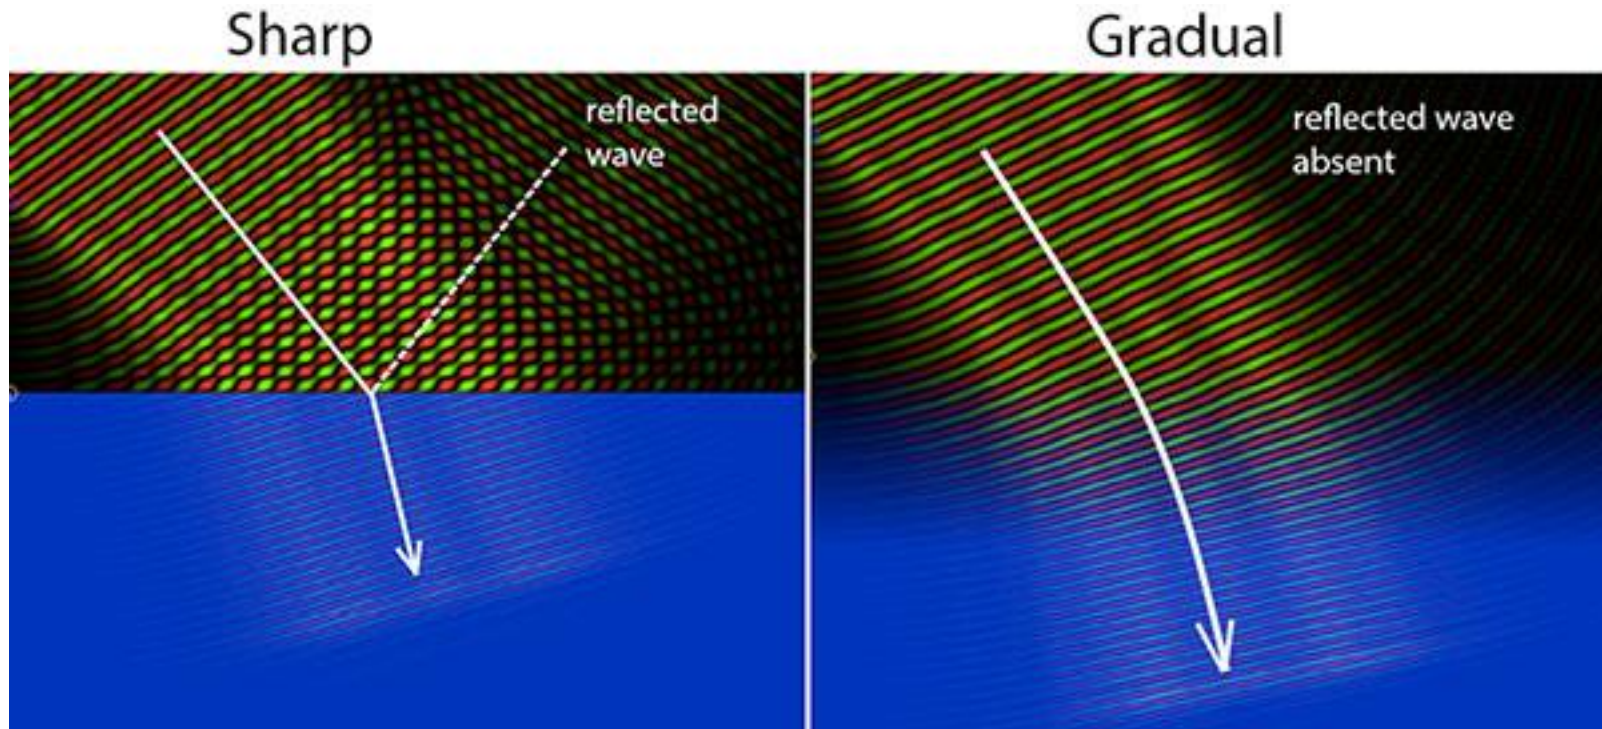 Sharp
Gradual
reflected
wave
reflected wave
absent